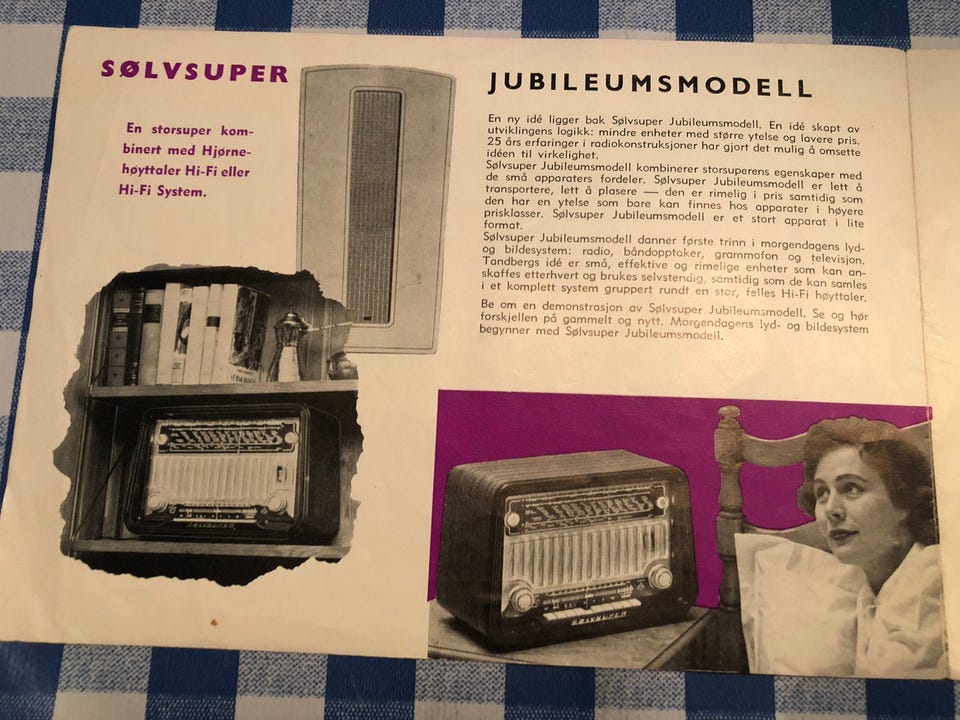 SØLVSUPER
En storsuper kom-
binert med Hjørne-
høyttaler Hi-Fi eller
Hi-Fi System.
JUBILEUMSMODELL
En ny idé ligger bak Sølvsuper Jubileumsmodell. En idé skapt av
utviklingens logikk: mindre enheter med større ytelse og lavere pris.
25 års erfaringer i radiokonstruksjoner har gjort det mulig å omsette
idéen til virkelighet.
Sølvsuper Jubileumsmodell kombinerer storsuperens egenskaper med
de små apparaters fordeler. Sølvsuper Jubileumsmodell er lett å
transportere, lett å plasere — den er rimelig i pris samtidig som
den har en ytelse som bare kan finnes hos apparater i høyere
prisklasser. Sølvsuper Jubileumsmodell er et stort apparat i lite
format.
Sølvsuper Jubileumsmodell danner første trinn i morgendagens lyd-
og bildesystem: radio, båndopptaker, grammofon og televisjon.
Tandbergs idé er små, effektive og rimelige enheter som kan an-
skaffes etterhvert og brukes selvstendig, samtidig som de kan samles
i et komplett system gruppert rundt en stor, felles Hi-Fi høyttaler.
Be om en demonstrasjon av Sølvsuper Jubileumsmodell. Se og hør
forskjellen på gammelt og nytt. Morgendagens lyd- og bildesystem
begynner med Sølvsuper Jubileumsmodell.
SØLVSUPER
SØLVSUPER